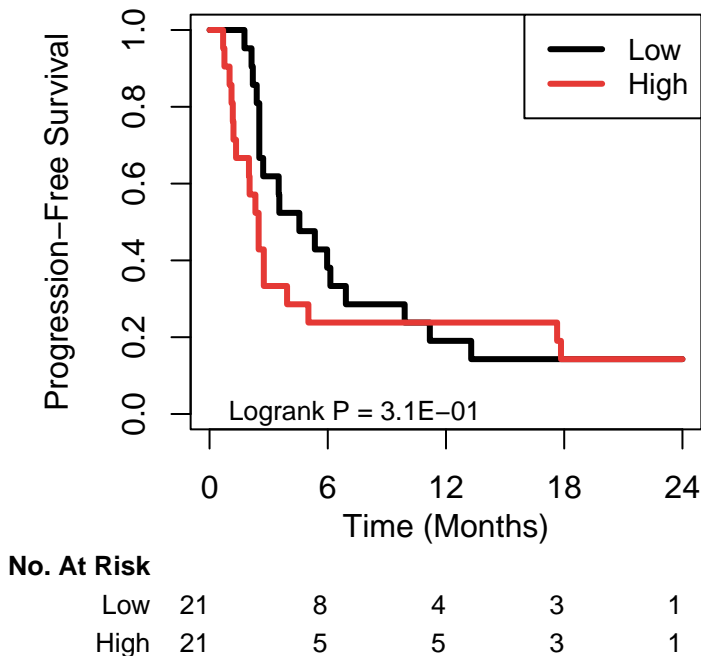 Progression−Free Survival
1.0
0.8
0.6
0.4
0.2
0.0
Low
High
Logrank P = 3.1E−01
0 6 12 18 24
Time (Months)
No. At Risk
Low 21 8 4 3 1
High 21 5 5 3 1